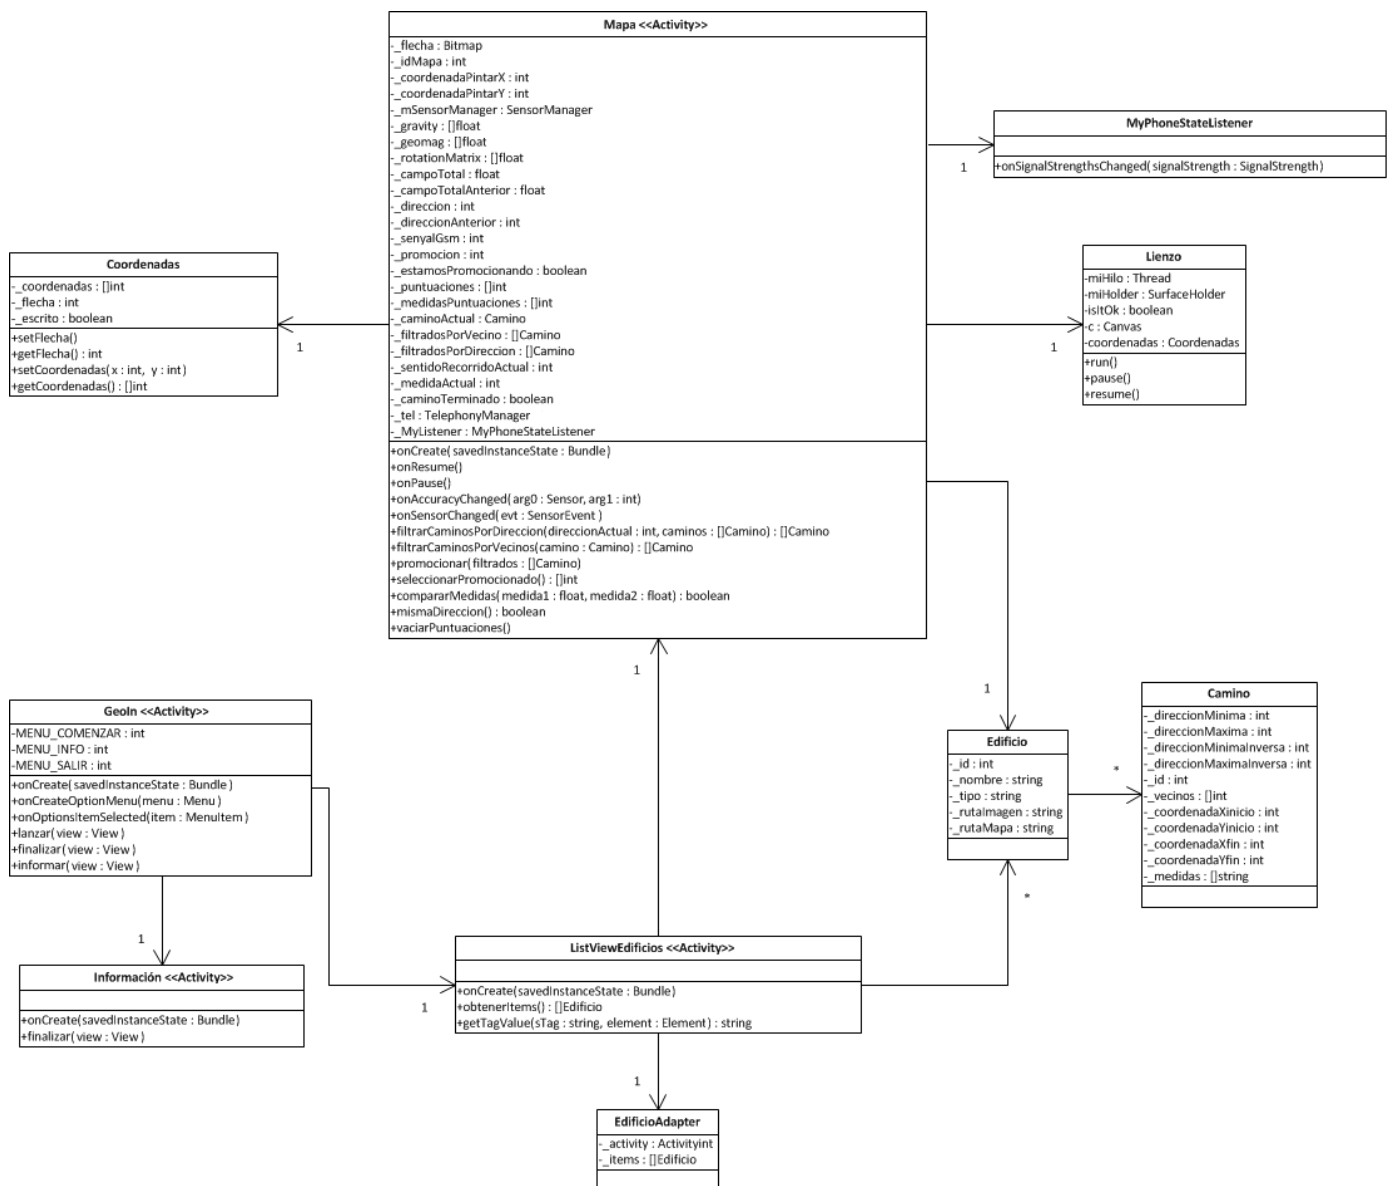 Mapa <<Activity>>
-_flecha : Bitmap
-_idMapa : int
-_coordenadaPintarX : int
-_coordenadaPintarY : int
-_mSensorManager : SensorManager
-_gravity : []float
-_geomag : []float
-_rotationMatrix : []float
-_campoTotal : float
-_campoTotalAnterior : float
-_direccion : int
-_direccionAnterior : int
-_senyalGsm : int
-_promocion : int
-_estamosPromocionando : boolean
-_puntuaciones : []int
-_medidasPuntuaciones : []int
-_caminoActual : Camino
-_filtradosPorVecino : []Camino
-_filtradosPorDireccion : []Camino
-_sentidoRecorridoActual : int
-_medidaActual : int
-_caminoTerminado : boolean
-_tel : TelephonyManager
-_MyListener : MyPhoneStateListener
+onCreate(savedInstanceState : Bundle)
+onResume()
+onPause()
+onAccuracyChanged(arg0 : Sensor, arg1 : int)
+onSensorChanged(evt : SensorEvent)
+filtrarCaminosPorDireccion(direccionActual : int, caminos : []Camino) : []Camino
+filtrarCaminosPorVecinos(camino : Camino) : []Camino
+promocionar(filtrados : []Camino)
+seleccionarPromocionado() : []int
+compararMedidas(medida1 : float, medida2 : float) : boolean
+mismaDireccion() : boolean
+vaciarPuntuaciones()
MyPhoneStateListener
+onSignalStrengthsChanged(signalStrength : SignalStrength)
1
Coordenadas
-_coordenadas : []int
-_flecha : int
-_escrito : boolean
+setFlecha()
+getFlecha() : int
+setCoordenadas(x : int, y : int)
+getCoordenadas() : []int
1
Lienzo
-miHilo : Thread
-miHolder : SurfaceHolder
-isItOk : boolean
-c : Canvas
-coordenadas : Coordenadas
+run()
+pause()
+resume()
1
1
1
GeoIn <<Activity>>
-MENU_COMENZAR : int
-MENU_INFO : int
-MENU_SALIR : int
+onCreate(savedInstanceState : Bundle)
+onCreateOptionMenu(menu : Menu)
+onOptionsItemSelected(item : MenuItem)
+lanzar(view : View)
+finalizar(view : View)
+informar(view : View)
Edificio
-_id : int
-_nombre : string
-_tipo : string
-_rutaImagen : string
-_rutaMapa : string
*
Camino
-_direccionMinima : int
-_direccionMaxima : int
-_direccionMinimaInversa : int
-_direccionMaximaInversa : int
-_id : int
-_vecinos : []int
-_coordenadaXinicio : int
-_coordenadaYinicio : int
-_coordenadaXfin : int
-_coordenadaYfin : int
-_medidas : []string
*
1
Información <<Activity>>
+onCreate(savedInstanceState : Bundle)
+finalizar(view : View)
1
ListViewEdificios <<Activity>>
+onCreate(savedInstanceState : Bundle)
+obtenerItems() : []Edificio
+getTagValue(sTag : string, element : Element) : string
1
EdificioAdapter
-_activity : Activityint
-_items : []Edificio